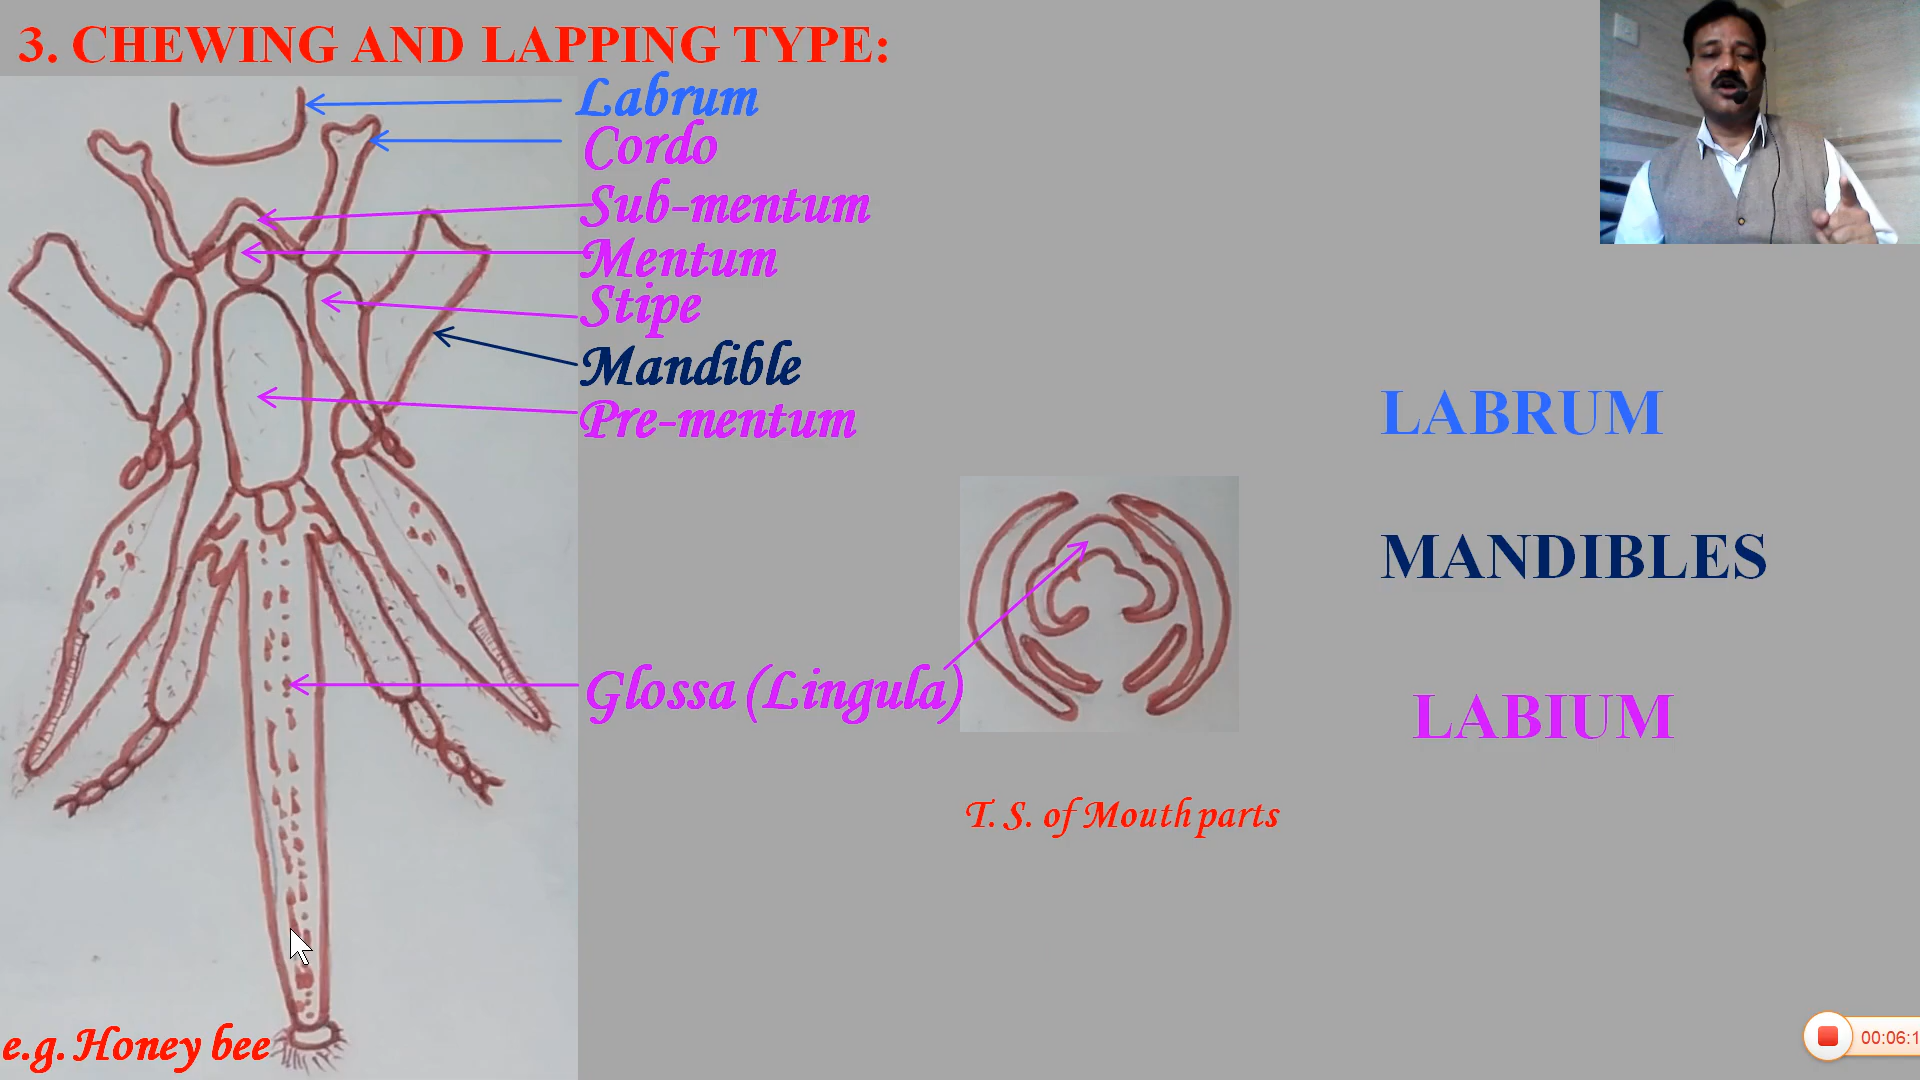 3. CHEWING AND LAPPING TYPE:
Labrum
Cordo
Sub-mentum
Mentum
Stipe
Mandible
Pre-mentum
LABRUM
MANDIBLES
Glossa (Lingula)
LABIUM
T. S. of Mouth parts
e.g. Honey bee
00:06:1